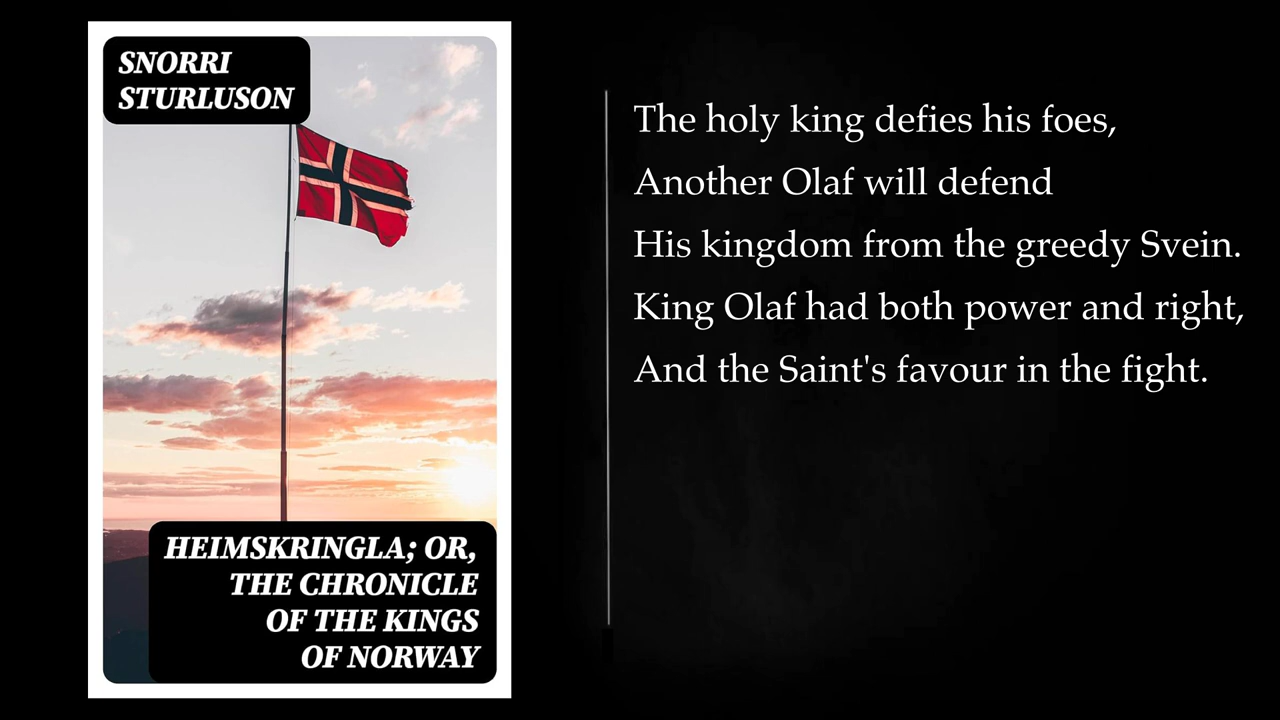 SNORRI
STURLUSON
HEIMSKRINGLA; OR,
THE CHRONICLE
OF THE KINGS
OF NORWAY
The holy king defies his foes,
Another Olaf will defend
His kingdom from the greedy Svein.
King Olaf had both power and right,
And the Saint's favour in the fight.